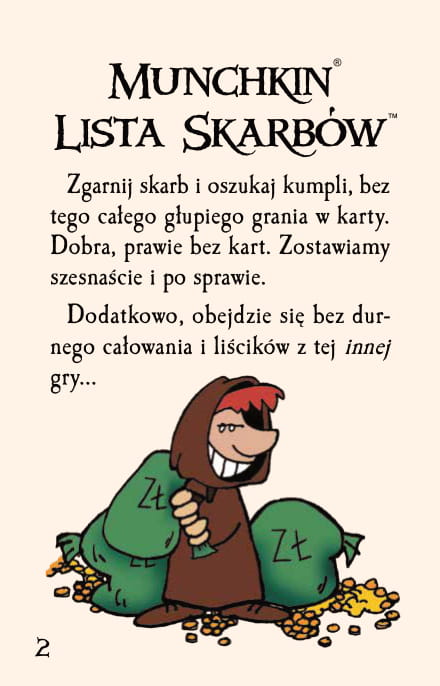 Munchkin®
Lista Skarbów™
Zgarnij skarb i oszukaj kumpli, bez
tego całego głupiego grania w karty.
Dobra, prawie bez kart. Zostawiamy
szesnaście i po sprawie.
Dodatkowo, obejdzie się bez dur-
nego całowania i liścików z tej innej
gry...
ZŁ
ZŁ
ZŁ
2